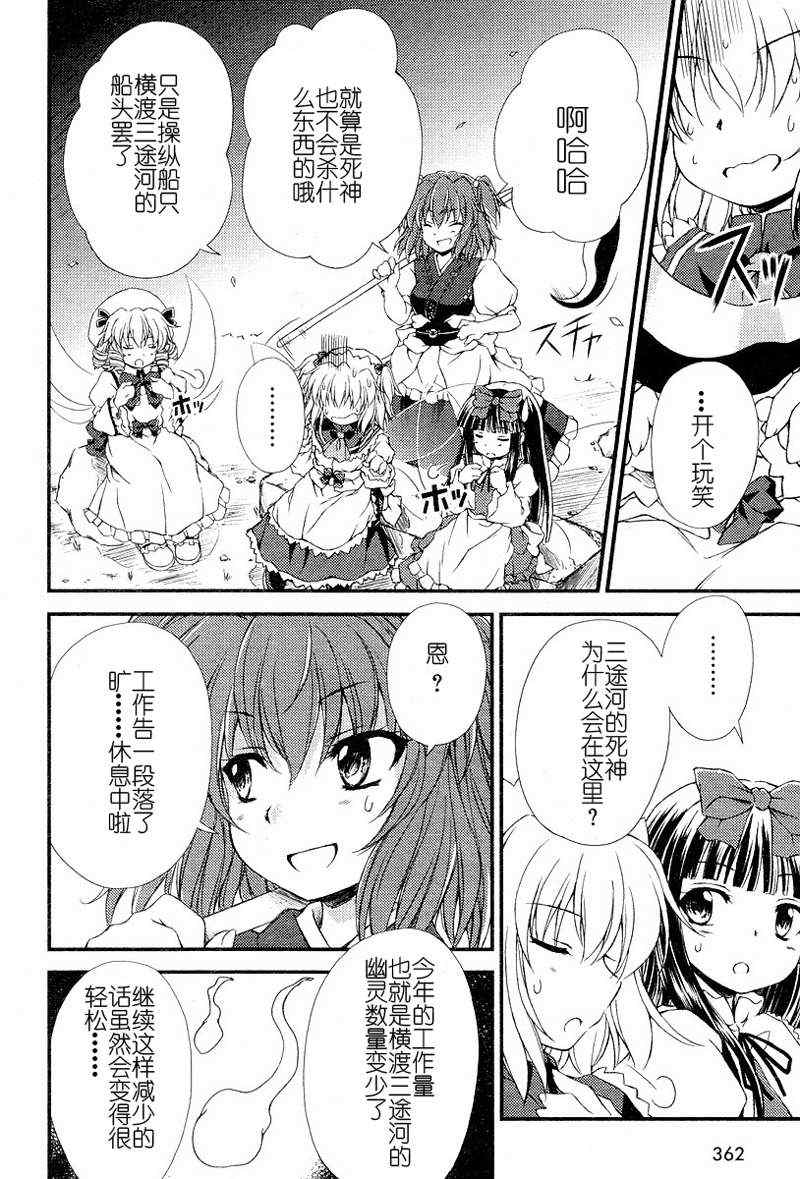 スッ
…开个玩笑
啊哈哈
就算是死神
也不会杀什
么东西的哦
只是操纵船只
横渡三途河的
船头罢了
スチャ
……
ホッ
ホッ
……
三途河的死神
为什么会在这里？
恩？
工作告一段落了
旷……休息中啦
今年的工作量
也就是横渡三途河的
幽灵数量变少了
继续这样减少的
话虽然会变得很
轻松……
362